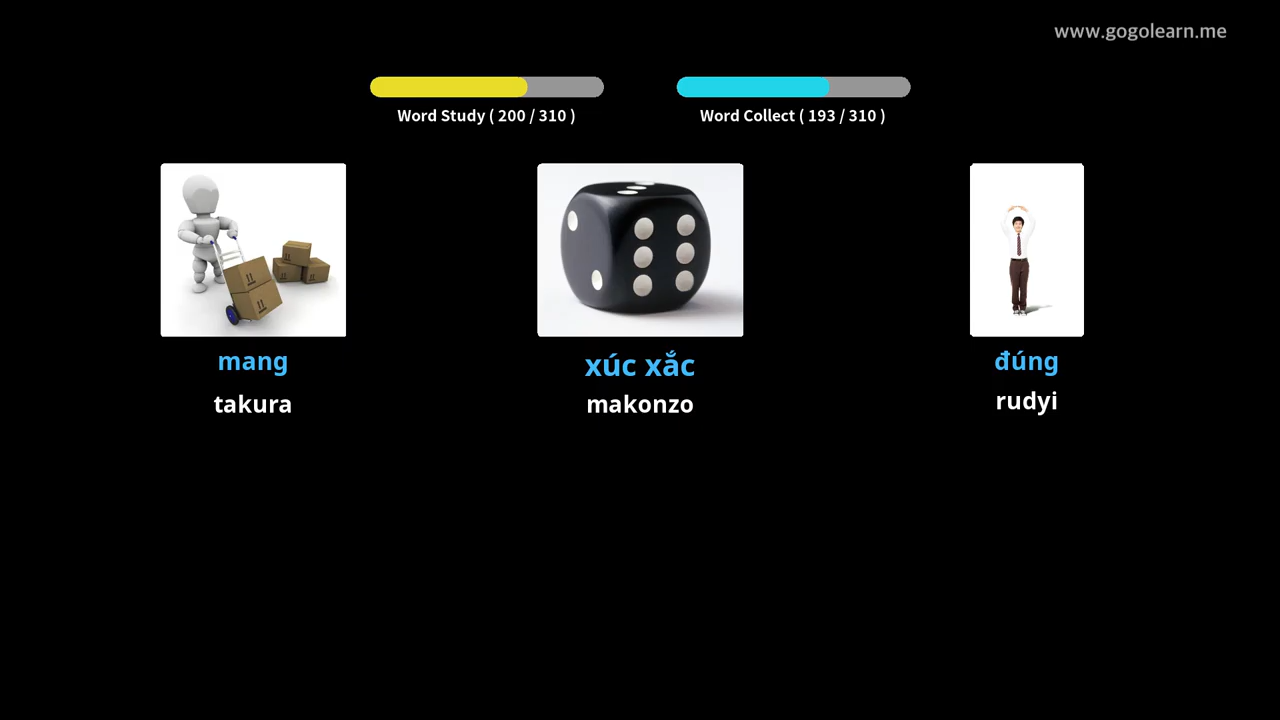 www.gogolearn.me
Word Study ( 200 / 310 )
Word Collect ( 193 / 310 )
mang
takura
xúc xắc
makonzo
đúng
rudyi